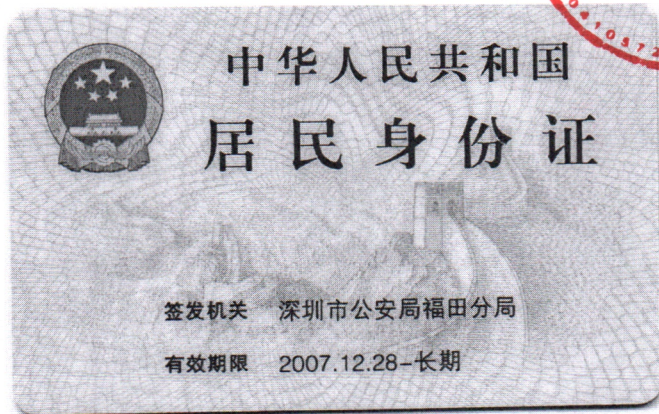 中华人民共和国
居民身份证
签发机关 深圳市公安局福田分局
有效期限 2007.12.28-长期